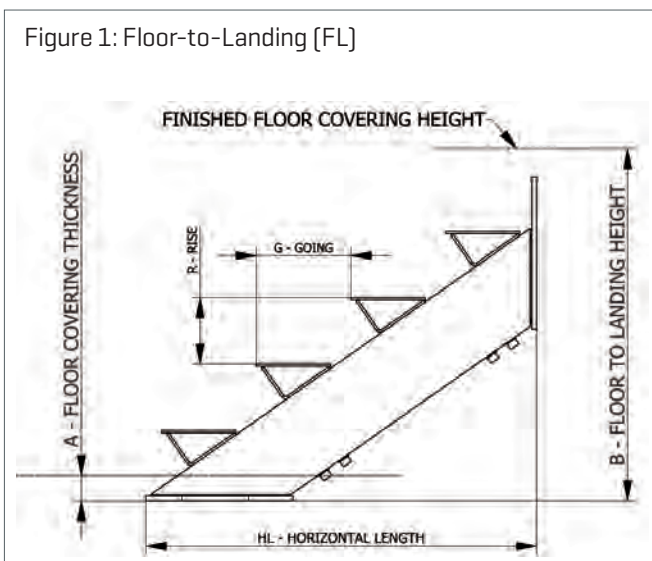 Figure 1: Floor-to-Landing (FL)
FINISHED FLOOR COVERING HEIGHT
A - FLOOR COVERING THICKNESS
R - RISE
G - GOING
B - FLOOR TO LANDING HEIGHT
HL - HORIZONTAL LENGTH